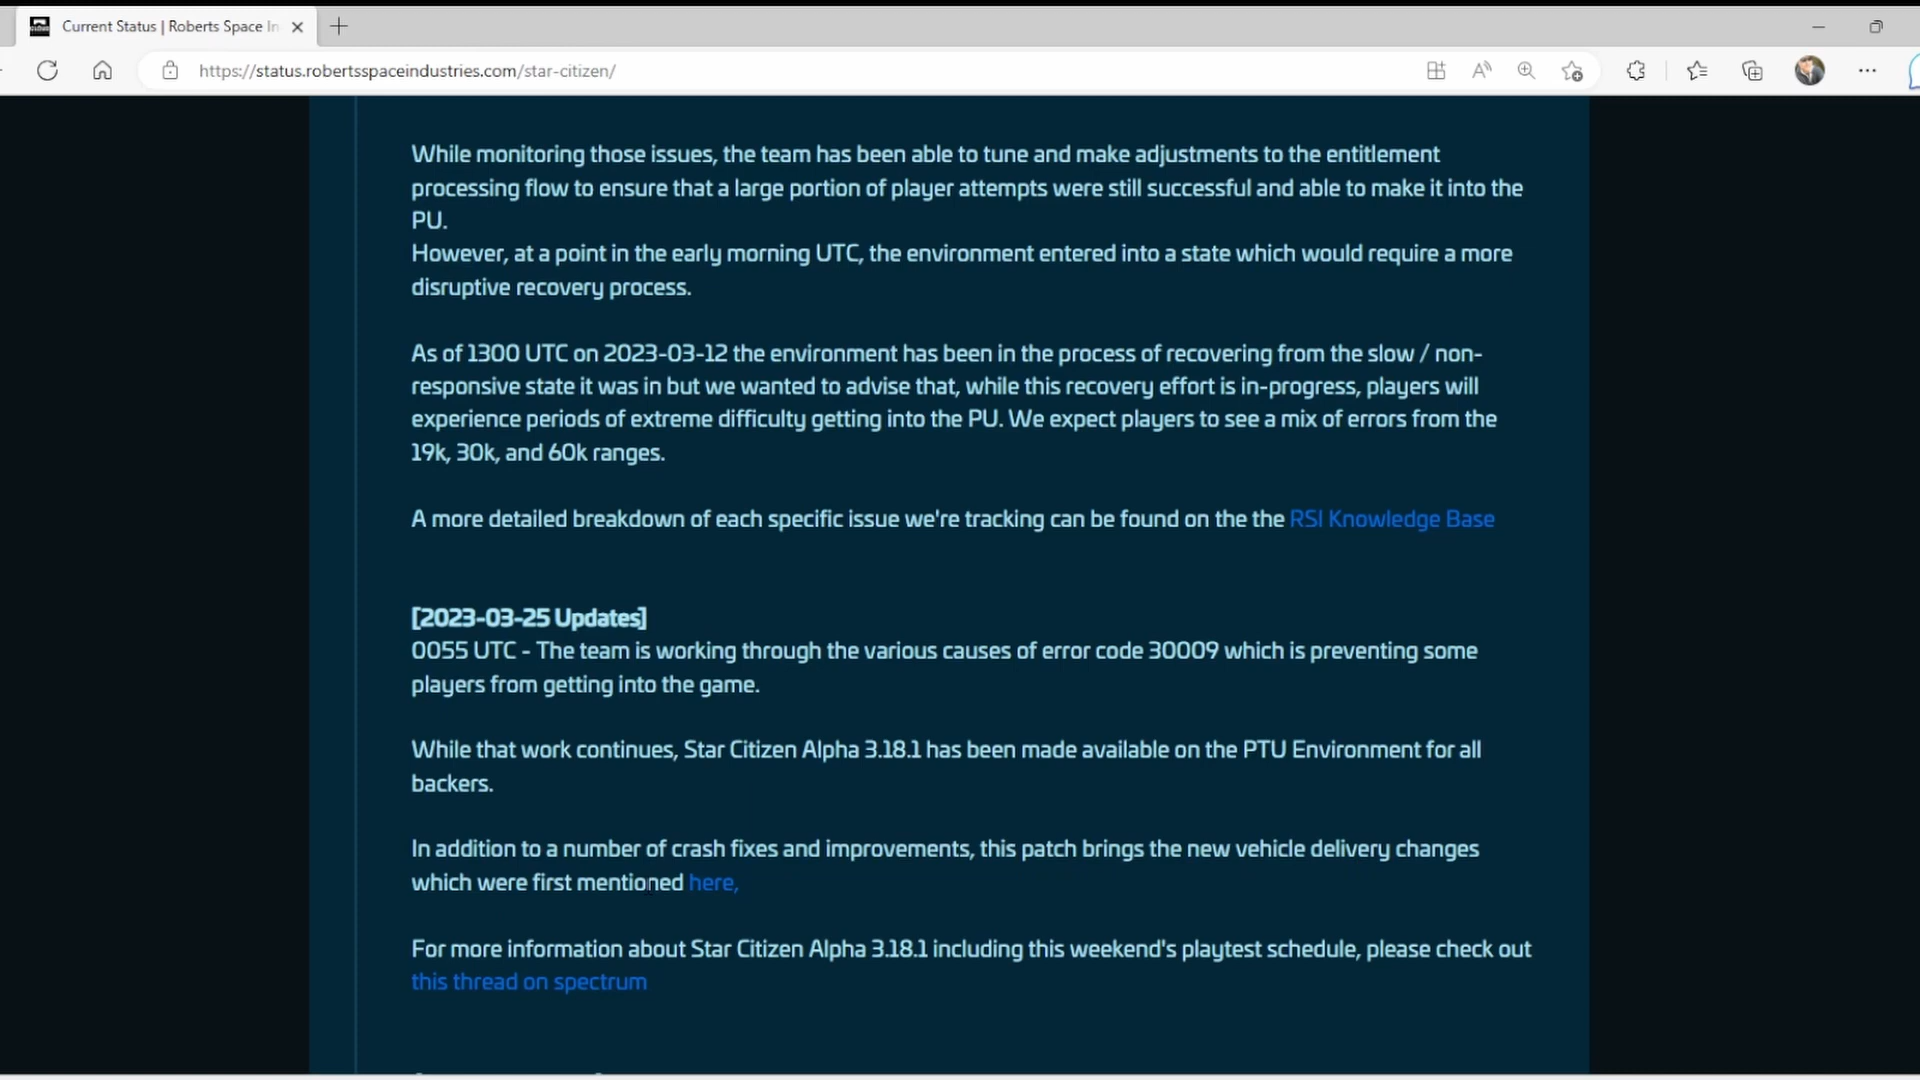 Current Status | Roberts Space In
https://status.robertsspaceindustries.com/star-citizen/
While monitoring those issues, the team has been able to tune and make adjustments to the entitlement
processing flow to ensure that a large portion of player attempts were still successful and able to make it into the
PU.
However, at a point in the early morning UTC, the environment entered into a state which would require a more
disruptive recovery process.
As of 1300 UTC on 2023-03-12 the environment has been in the process of recovering from the slow / non-
responsive state it was in but we wanted to advise that, while this recovery effort is in-progress, players will
experience periods of extreme difficulty getting into the PU. We expect players to see a mix of errors from the
19k, 30k, and 60k ranges.
A more detailed breakdown of each specific issue we're tracking can be found on the the RSI Knowledge Base
[2023-03-25 Updates]
0055 UTC - The team is working through the various causes of error code 30009 which is preventing some
players from getting into the game.
While that work continues, Star Citizen Alpha 3.18.1 has been made available on the PTU Environment for all
backers.
In addition to a number of crash fixes and improvements, this patch brings the new vehicle delivery changes
which were first mentioned here,
For more information about Star Citizen Alpha 3.18.1 including this weekend's playtest schedule, please check out
this thread on spectrum